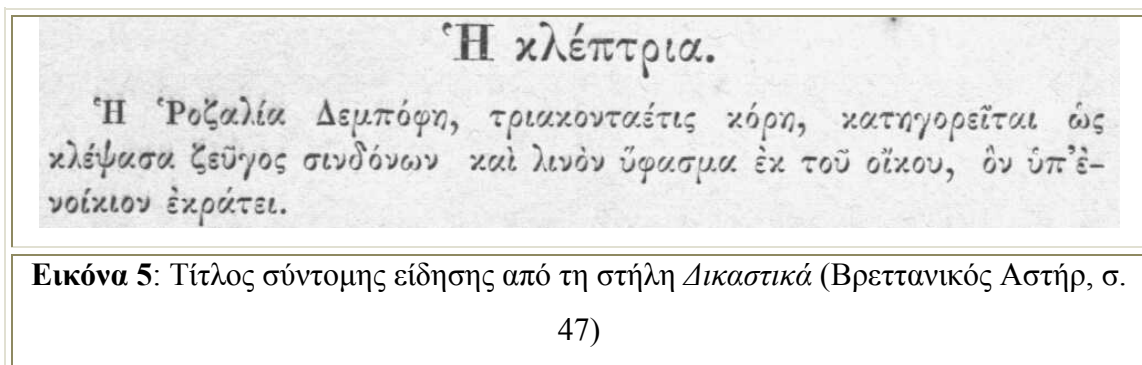 Ἡ κλέπτρια.
Ἡ Ῥοζαλία Δεμπόφη, τριακονταέτις κόρη, κατηγορεῖται ὡς
κλέψασα ζεῦγος σινδόνων καὶ λινὸν ὕφασμα ἐκ τοῦ οἴκου, ὃν ὑπ’ἐ-
νοίκιον ἐκράτει.
Εικόνα 5: Τίτλος σύντομης είδησης από τη στήλη Δικαστικά (Βρεττανικός Αστήρ, σ.
47)